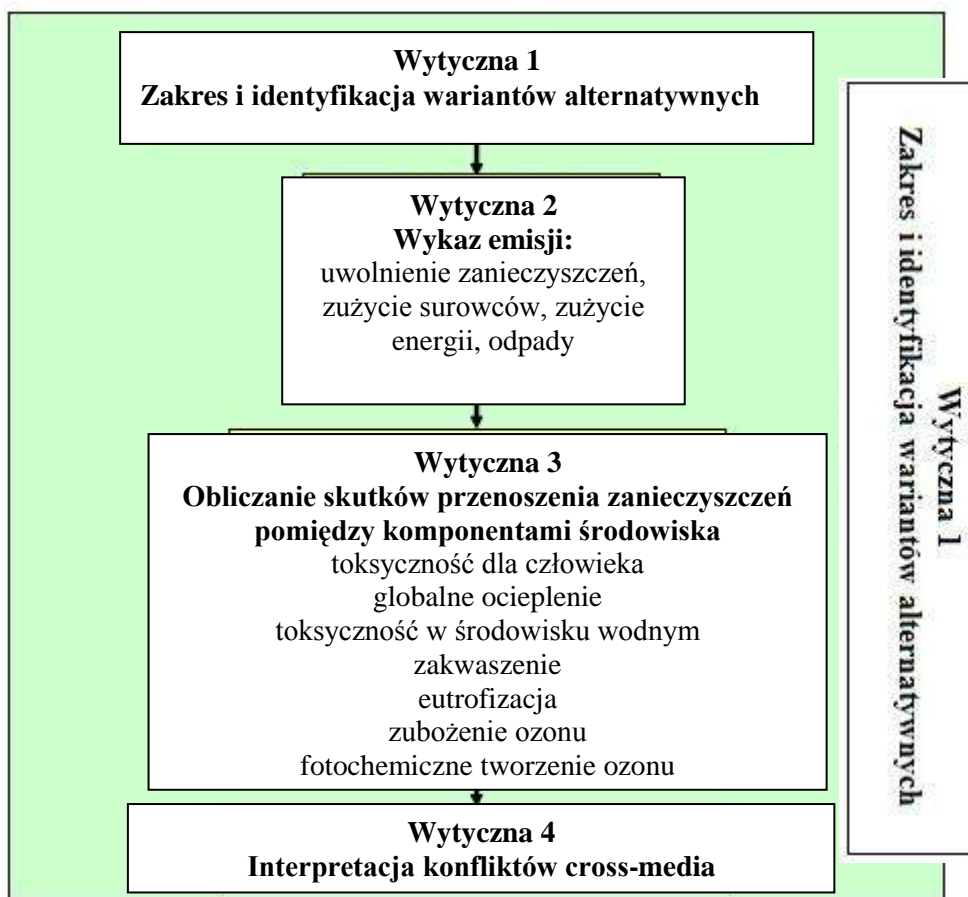 Wytyczna 1
Zakres i identyfikacja wariantów alternatywnych
Wytyczna 2
Wykaz emisji:
uwolnienie zanieczyszczeń,
zużycie surowców, zużycie
energii, odpady
Wytyczna 3
Obliczanie skutków przenoszenia zanieczyszczeń
pomiędzy komponentami środowiska
toksyczność dla człowieka
globalne ocieplenie
toksyczność w środowisku wodnym
zakwaszenie
eutrofizacja
zubożenie ozonu
fotochemiczne tworzenie ozonu
Wytyczna 4
Interpretacja konfliktów cross-media
Wytyczna 1
Zakres i identyfikacja wariantów alternatywnych